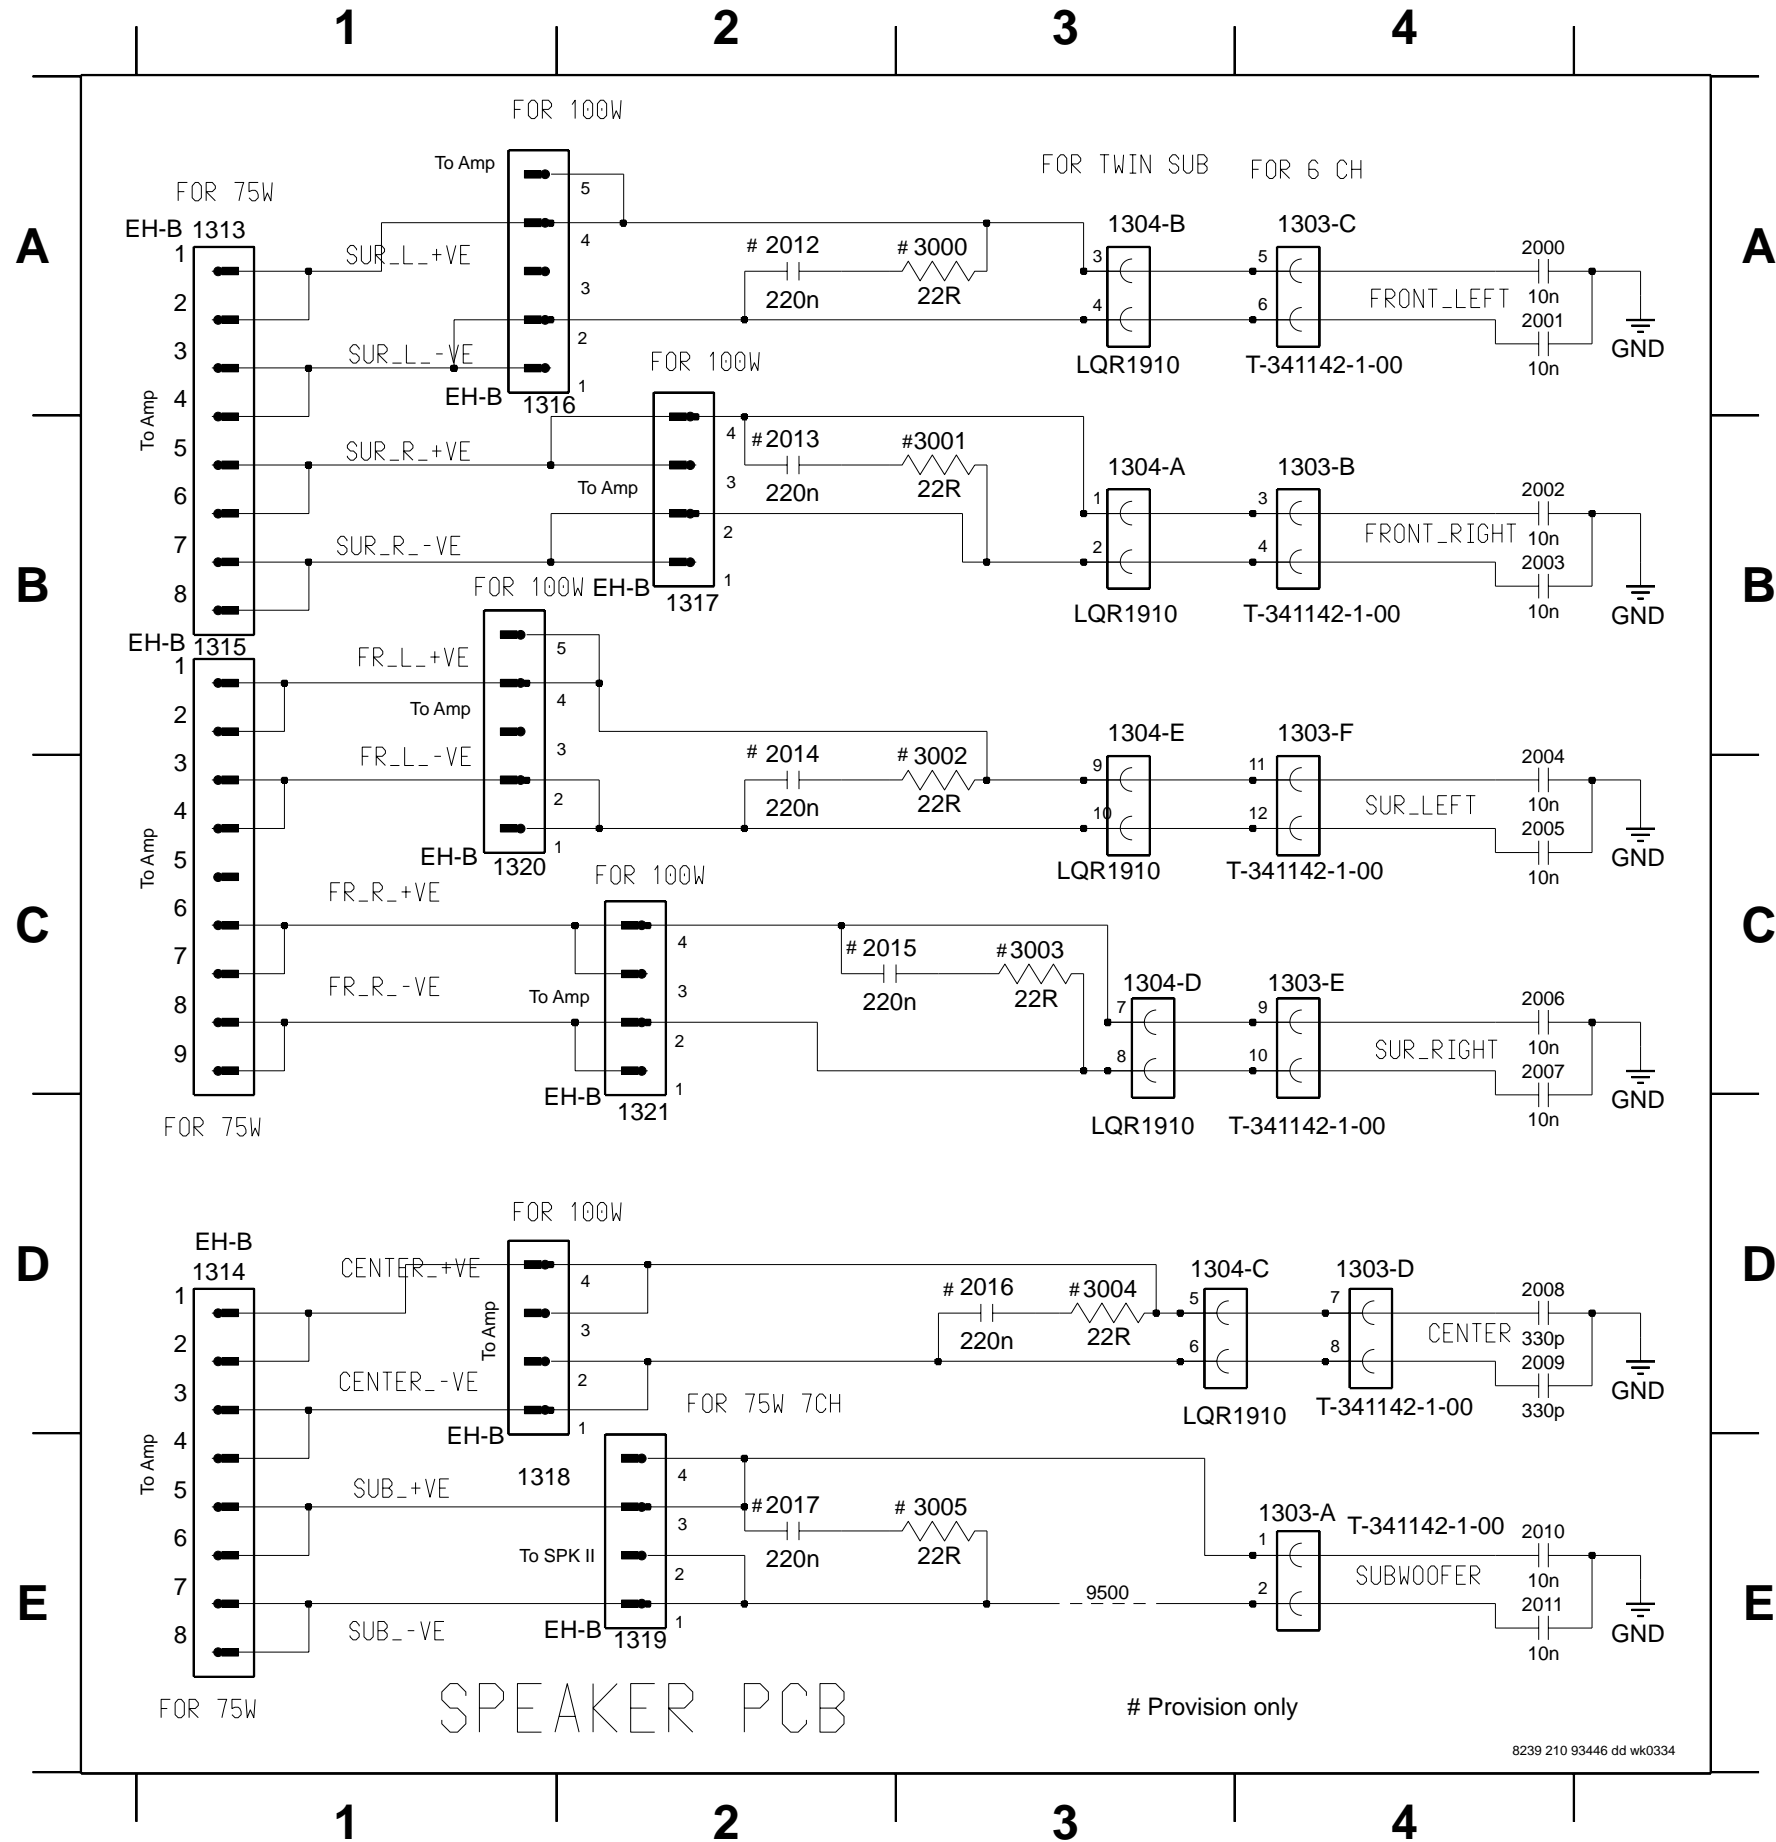 1 2 3 4
FOR 100W
To Amp
FOR TWIN SUB
FOR 6 CH
FOR 75W
5
EH-B 1313
1304-B
1303-C
A
A
1
SUR_L_+VE
4
# 2012
# 3000
3
5
2000
2
3
220n
22R
4
6
FRONT_LEFT
10n
2001
3
SUR_L_-VE
2
FOR 100W
LQR1910
T-341142-1-00
10n
GND
4
EH-B
1316
1
To Amp
5
SUR_R_+VE
4
#2013
#3001
1304-A
1303-B
6
To Amp
3
220n
22R
1
3
2002
7
SUR_R_-VE
2
2
4
FRONT_RIGHT
10n
2003
B
B
8
FOR 100W
EH-B
1317
1
LQR1910
T-341142-1-00
10n
GND
EH-B 1315
1
FR_L_+VE
5
2
To Amp
4
1304-E
1303-F
3
FR_L_-VE
3
# 2014
# 3002
9
11
2004
4
2
220n
22R
10
12
SUR_LEFT
10n
2005
To Amp
5
EH-B
1320
1
FOR 100W
LQR1910
T-341142-1-00
10n
GND
6
FR_R_+VE
C
C
7
4
# 2015
#3003
8
FR_R_-VE
To Amp
3
220n
22R
1304-D
1303-E
7
9
2006
9
2
8
10
SUR_RIGHT
10n
2007
EH-B
1321
1
LQR1910
T-341142-1-00
10n
GND
FOR 75W
FOR 100W
EH-B
1314
D
D
CENTER_+VE
4
1304-C
1303-D
1
# 2016
# 3004
5
7
2008
2
To Amp
3
220n
22R
6
8
CENTER
330p
2009
3
CENTER_-VE
2
FOR 75W 7CH
LQR1910
T-341142-1-00
330p
GND
4
EH-B
1
1318
To Amp
5
SUB_+VE
4
6
3
#2017
# 3005
1303-A
T-341142-1-00
To SPK II
220n
22R
1
2010
7
2
9500
2
SUBWOOFER
10n
2011
E
E
8
SUB_-VE
EH-B
1319
1
10n
GND
FOR 75W
SPEAKER PCB
# Provision only
8239 210 93446 dd wk0334
1 2 3 4